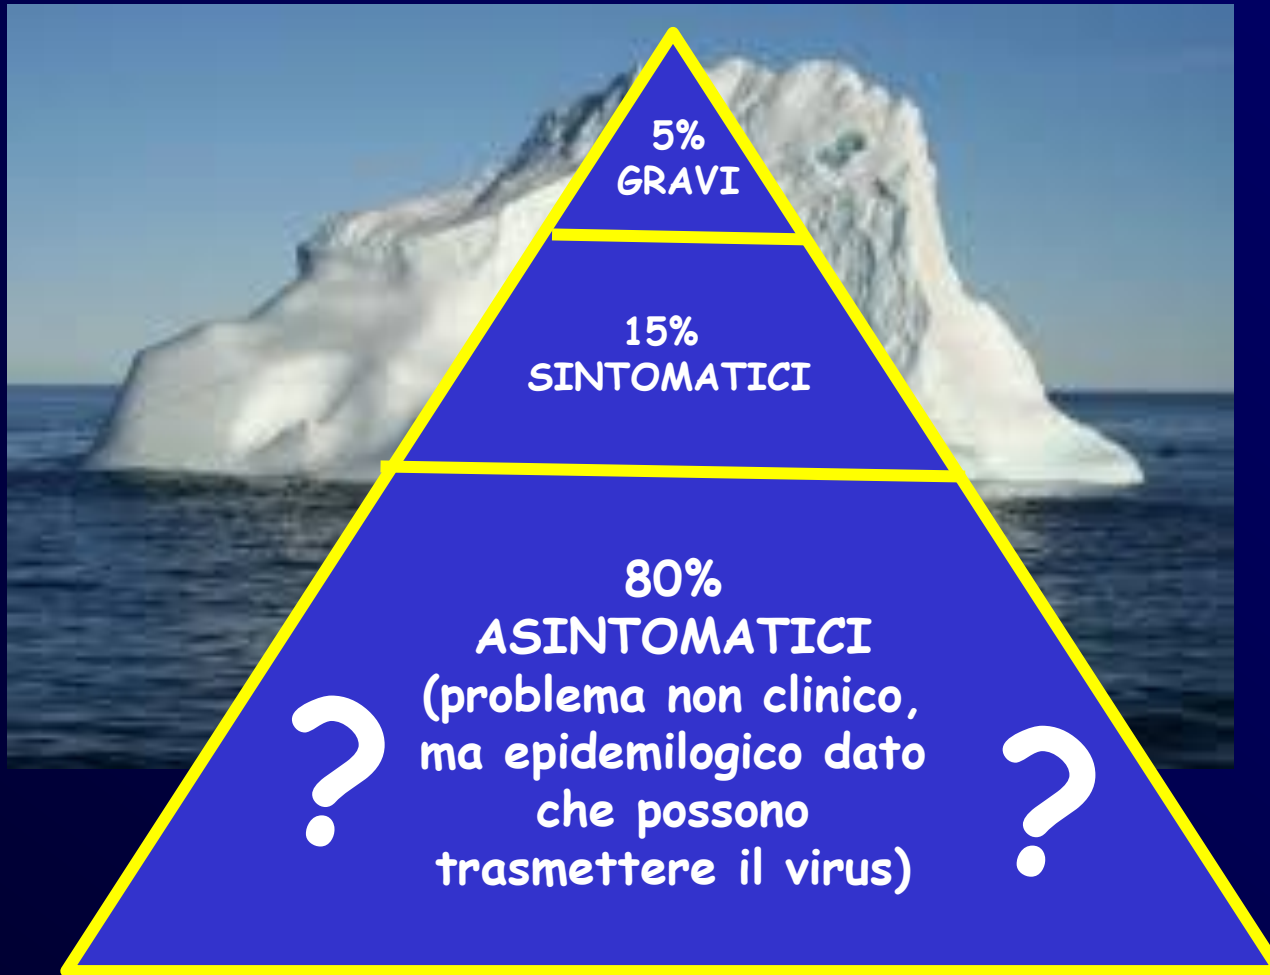 5%
GRAVI
15%
SINTOMATICI
80%
ASINTOMATICI
(problema non clinico,
ma epidemilogico dato
che possono
trasmettere il virus)
? ?